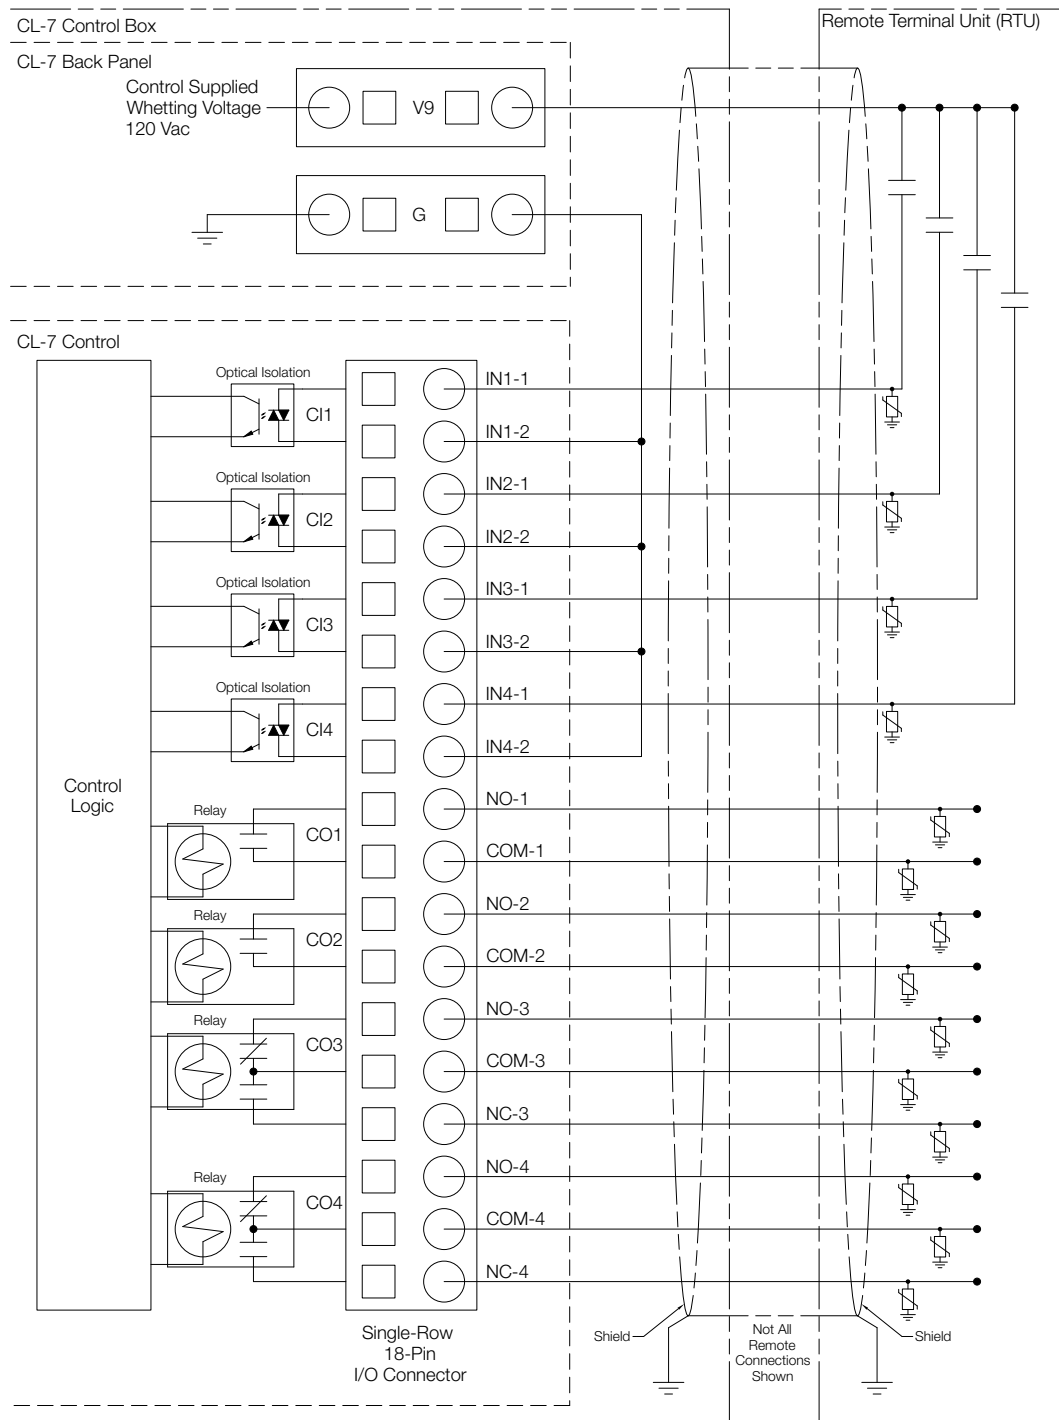 CL-7 Control Box
Remote Terminal Unit (RTU)
CL-7 Back Panel
Control Supplied
Whetting Voltage
120 Vac
V9
G
CL-7 Control
Optical Isolation
CI1
IN1-1
IN1-2
Optical Isolation
CI2
IN2-1
IN2-2
Optical Isolation
CI3
IN3-1
IN3-2
Optical Isolation
CI4
IN4-1
IN4-2
Control
Logic
Relay
CO1
NO-1
COM-1
Relay
CO2
NO-2
COM-2
Relay
CO3
NO-3
COM-3
NC-3
Relay
CO4
NO-4
COM-4
NC-4
Single-Row
18-Pin
I/O Connector
Shield
Not All
Remote
Connections
Shown
Shield